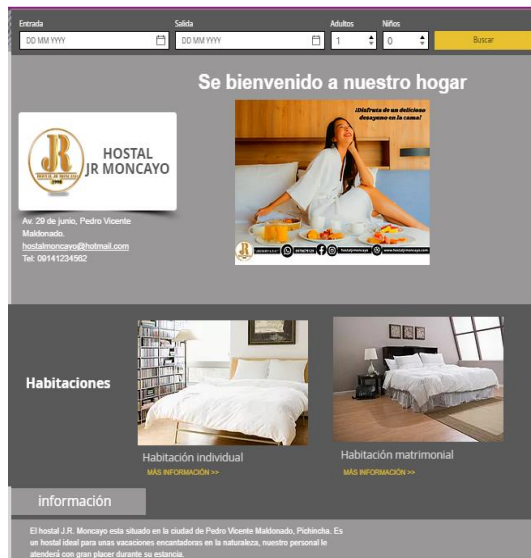 Entrada Salida Adultos Niños
DD MM YYYY DD MM YYYY 1 0 Buscar
Se bienvenido a nuestro hogar
¡Disfruta de un delicioso
desayuno en la cama!
JR
HOSTAL
JR MONCAYO
Av. 29 de junio, Pedro Vicente
Maldonado.
hostalmoncayo@hotmail.com
Tel: 09141234562
Habitaciones
Habitación individual
MÁS INFORMACIÓN >>
Habitación matrimonial
MÁS INFORMACIÓN >>
información
El hostal J.R. Moncayo esta situado en la ciudad de Pedro Vicente Maldonado, Pichincha. Es
un hostal ideal para unas vacaciones encantadoras en la naturaleza, nuestro personal le
atenderá con gran placer durante su estancia.